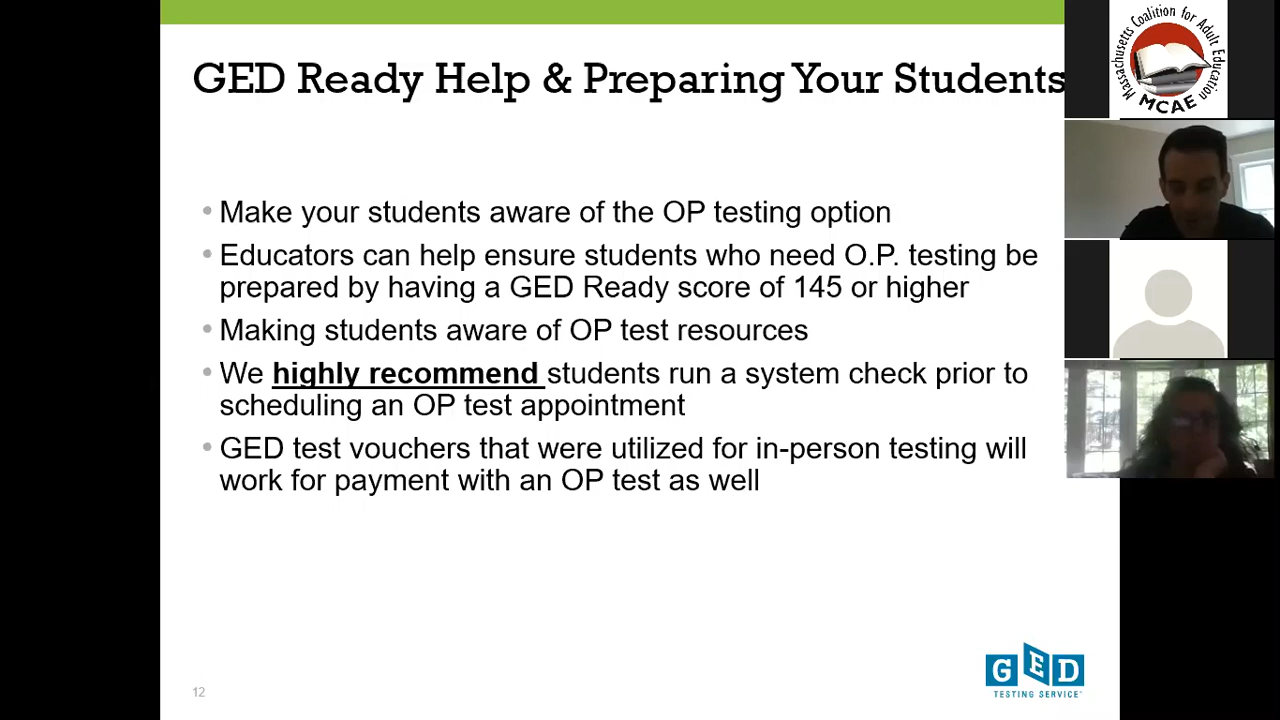 GED Ready Help & Preparing Your Students
• Make your students aware of the OP testing option
• Educators can help ensure students who need O.P. testing be
prepared by having a GED Ready score of 145 or higher
• Making students aware of OP test resources
• We highly recommend students run a system check prior to
scheduling an OP test appointment
• GED test vouchers that were utilized for in-person testing will
work for payment with an OP test as well
12
GED
TESTING SERVICE
Massachusetts Coalition for Adult Education
MCAE